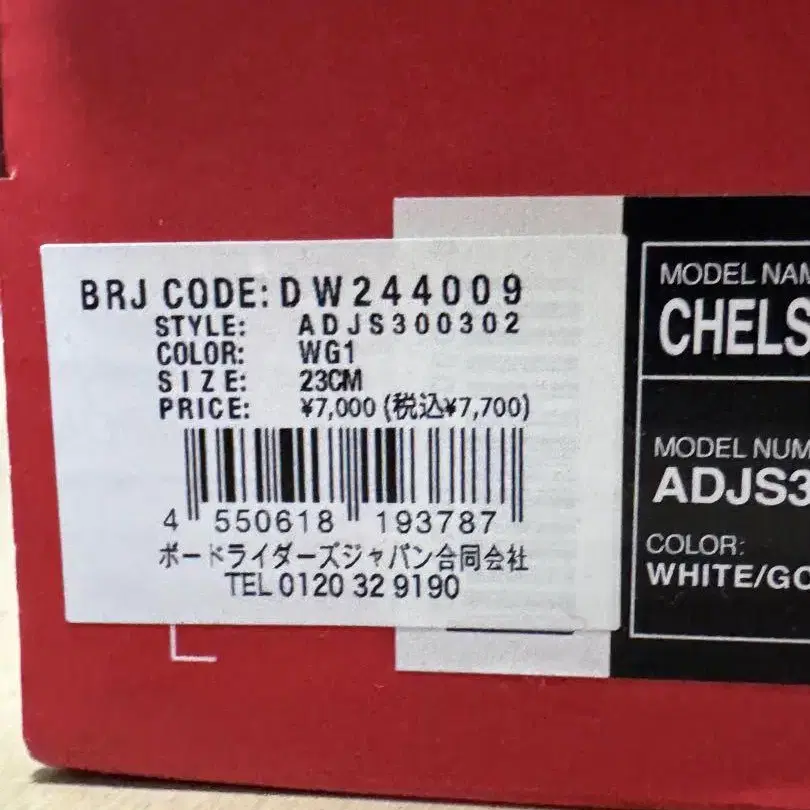 BRJ CODE: DW244009
STYLE: ADJS300302
COLOR: WG1
SIZE: 23CM
PRICE: ¥7,000 (税込¥7,700)
4 550618 193787
ボードライダーズジャパン合同会社
TEL 0120 32 9190
MODEL NAM
CHELS
MODEL NUM
ADJS3
COLOR:
WHITE/GO